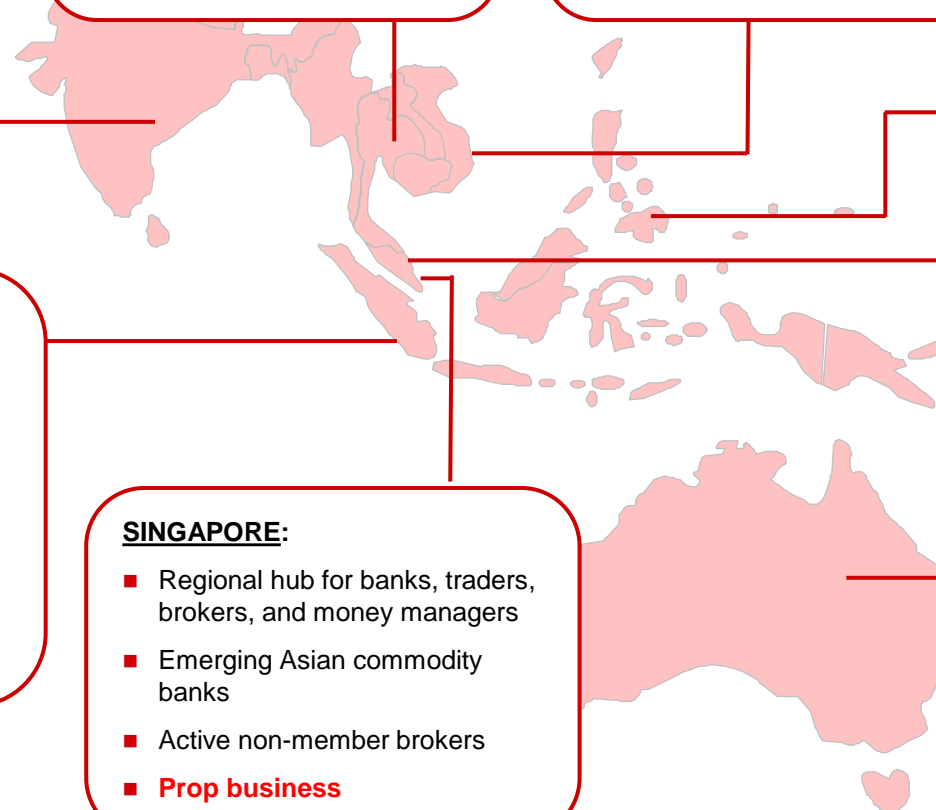 SINGAPORE:
■ Regional hub for banks, traders,
brokers, and money managers
■ Emerging Asian commodity
banks
■ Active non-member brokers
■ Prop business